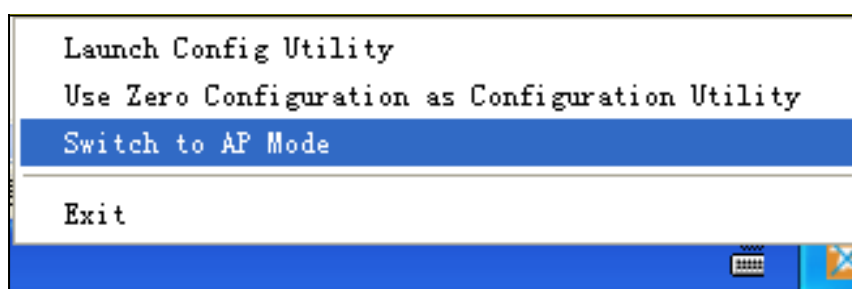 Launch Config Utility
Use Zero Configuration as Configuration Utility
Switch to AP Mode
Exit